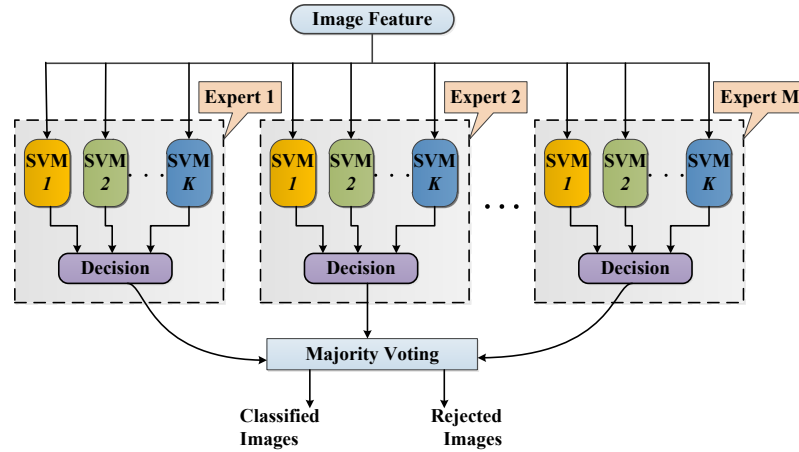 Image Feature
Expert 1
Expert 2
Expert M
SVM SVM SVM
1 2 . . . K
SVM SVM SVM
1 2 . . . K
. . .
SVM SVM SVM
1 2 . . . K
Decision
Decision
Decision
Majority Voting
Classified
Images
Rejected
Images